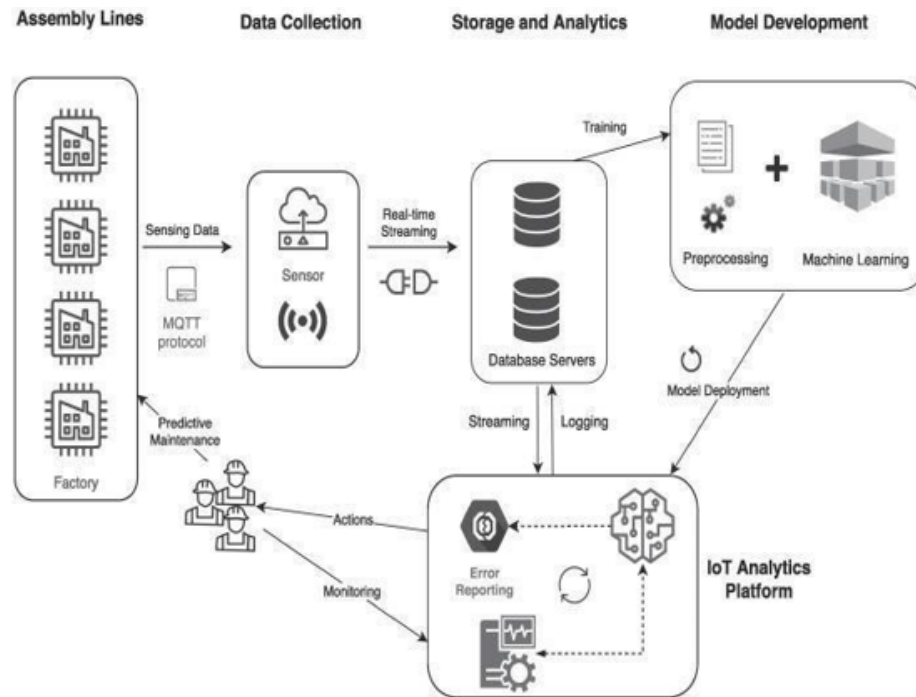 Assembly Lines
Data Collection
Storage and Analytics
Model Development
Training
Sensing Data
MQTT
protocol
Sensor
Real-time
Streaming
Database Servers
Preprocessing
Machine Learning
Model Deployment
Streaming
Logging
Predictive
Maintenance
Factory
Actions
Monitoring
Error
Reporting
IoT Analytics
Platform